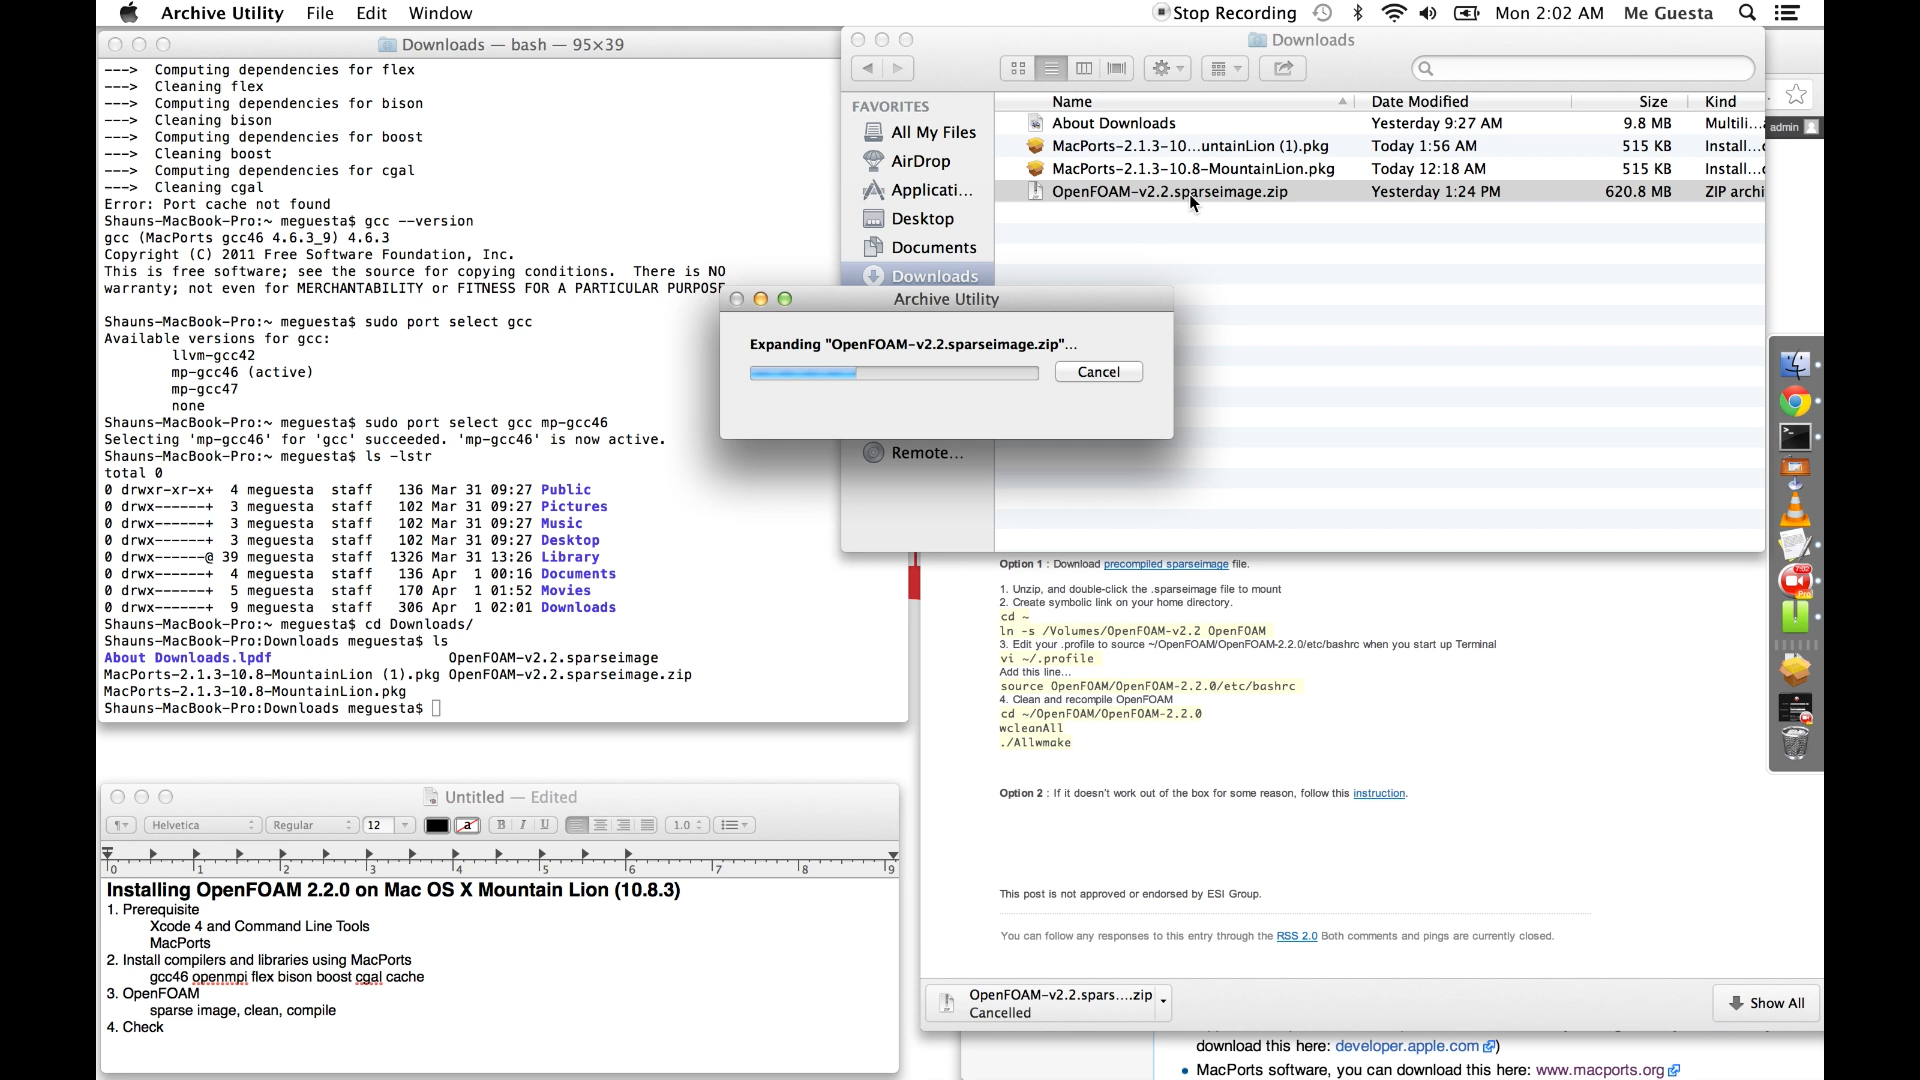 Archive Utility File Edit Window
Stop Recording Mon 2:02 AM Me Guesta
Downloads — bash — 95×39
---> Computing dependencies for flex
---> Cleaning flex
---> Computing dependencies for bison
---> Cleaning bison
---> Computing dependencies for boost
---> Cleaning boost
---> Computing dependencies for cgal
---> Cleaning cgal
Error: Port cache not found
Shauns-MacBook-Pro:~ meguesta$ gcc --version
gcc (MacPorts gcc46 4.6.3_9) 4.6.3
Copyright (C) 2011 Free Software Foundation, Inc.
This is free software; see the source for copying conditions. There is NO
warranty; not even for MERCHANTABILITY or FITNESS FOR A PARTICULAR PURPOSE
Shauns-MacBook-Pro:~ meguesta$ sudo port select gcc
Available versions for gcc:
llvm-gcc42
mp-gcc46 (active)
mp-gcc47
none
Shauns-MacBook-Pro:~ meguesta$ sudo port select gcc mp-gcc46
Selecting 'mp-gcc46' for 'gcc' succeeded. 'mp-gcc46' is now active.
Shauns-MacBook-Pro:~ meguesta$ ls -lstr
total 0
0 drwxr-xr-x+ 4 meguesta staff 136 Mar 31 09:27 Public
0 drwx------+ 3 meguesta staff 102 Mar 31 09:27 Pictures
0 drwx------+ 3 meguesta staff 102 Mar 31 09:27 Music
0 drwx------+ 3 meguesta staff 102 Mar 31 09:27 Desktop
0 drwx------@ 39 meguesta staff 1326 Mar 31 13:26 Library
0 drwx------+ 4 meguesta staff 136 Apr 1 00:16 Documents
0 drwx------+ 5 meguesta staff 170 Apr 1 01:52 Movies
0 drwx------+ 9 meguesta staff 306 Apr 1 02:01 Downloads
Shauns-MacBook-Pro:~ meguesta$ cd Downloads/
Shauns-MacBook-Pro:Downloads meguesta$ ls
About Downloads.lpdf OpenFOAM-v2.2.sparseimage
MacPorts-2.1.3-10.8-MountainLion (1).pkg OpenFOAM-v2.2.sparseimage.zip
MacPorts-2.1.3-10.8-MountainLion.pkg
Shauns-MacBook-Pro:Downloads meguesta$
Downloads
FAVORITES
All My Files
AirDrop
Applicati...
Desktop
Documents
Downloads
Remote...
Name Date Modified Size Kind
About Downloads Yesterday 9:27 AM 9.8 MB Multili...
MacPorts-2.1.3-10...untainLion (1).pkg Today 1:56 AM 515 KB Install...
MacPorts-2.1.3-10.8-MountainLion.pkg Today 12:18 AM 515 KB Install...
OpenFOAM-v2.2.sparseimage.zip Yesterday 1:24 PM 620.8 MB ZIP archi
admin
Archive Utility
Expanding "OpenFOAM-v2.2.sparseimage.zip"...
Cancel
Option 1 : Download precompiled sparseimage file.
1. Unzip, and double-click the .sparseimage file to mount
2. Create symbolic link on your home directory.
cd ~
ln -s /Volumes/OpenFOAM-v2.2 OpenFOAM
3. Edit your .profile to source ~/OpenFOAM/OpenFOAM-2.2.0/etc/bashrc when you start up Terminal
vi ~/.profile
Add this line...
source OpenFOAM/OpenFOAM-2.2.0/etc/bashrc
4. Clean and recompile OpenFOAM
cd ~/OpenFOAM/OpenFOAM-2.2.0
wcleanAll
./Allwmake
Option 2 : If it doesn't work out of the box for some reason, follow this instruction.
This post is not approved or endorsed by ESI Group.
You can follow any responses to this entry through the RSS 2.0 Both comments and pings are currently closed.
OpenFOAM-v2.2.spars....zip
Cancelled
Show All
download this here: developer.apple.com)
• MacPorts software, you can download this here: www.macports.org
7:02
Pro
Untitled — Edited
Helvetica Regular 12 a B I U 1.0
0 1 2 3 4 5 6 7 8 9
Installing OpenFOAM 2.2.0 on Mac OS X Mountain Lion (10.8.3)
1. Prerequisite
Xcode 4 and Command Line Tools
MacPorts
2. Install compilers and libraries using MacPorts
gcc46 openmpi flex bison boost cgal cache
3. OpenFOAM
sparse image, clean, compile
4. Check